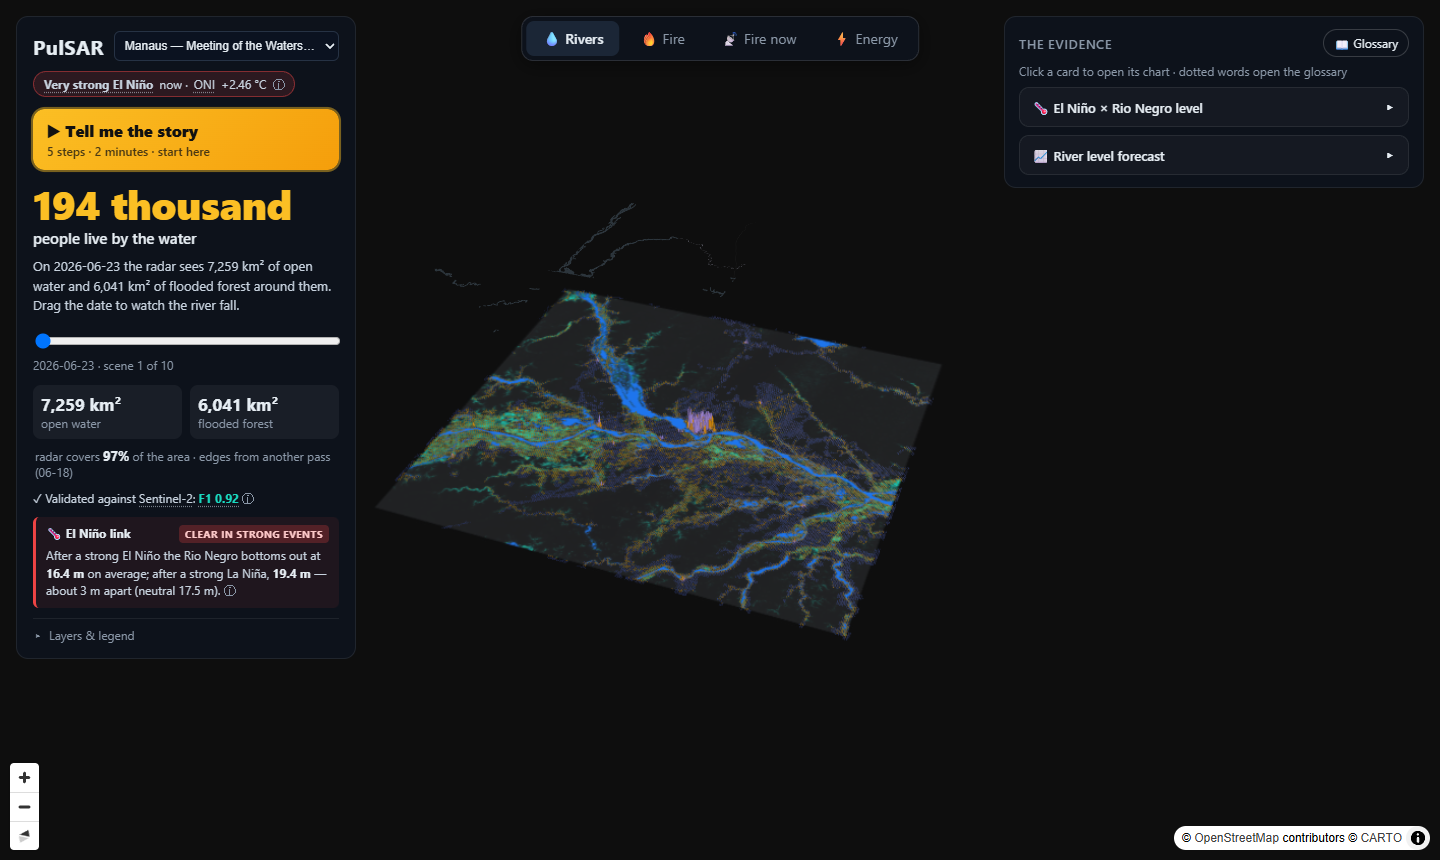 PulSAR
Manaus — Meeting of the Waters…
Very strong El Niño now · ONI +2.46 °C ⓘ
▶ Tell me the story
5 steps · 2 minutes · start here
194 thousand
people live by the water
On 2026-06-23 the radar sees 7,259 km² of open
water and 6,041 km² of flooded forest around them.
Drag the date to watch the river fall.
2026-06-23 · scene 1 of 10
7,259 km²
open water
6,041 km²
flooded forest
radar covers 97% of the area · edges from another pass
(06-18)
✓ Validated against Sentinel-2: F1 0.92 ⓘ
El Niño link
CLEAR IN STRONG EVENTS
After a strong El Niño the Rio Negro bottoms out at
16.4 m on average; after a strong La Niña, 19.4 m —
about 3 m apart (neutral 17.5 m). ⓘ
▸ Layers & legend
Rivers
Fire
Fire now
Energy
THE EVIDENCE
Glossary
Click a card to open its chart · dotted words open the glossary
El Niño × Rio Negro level ▸
River level forecast ▸
© OpenStreetMap contributors © CARTO